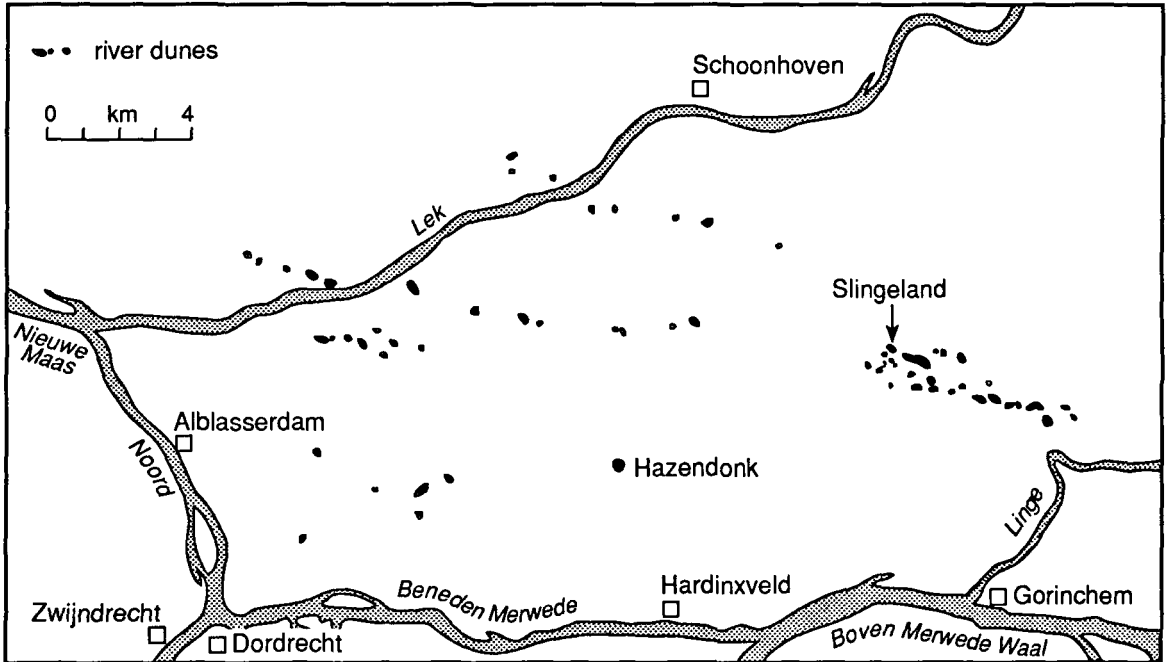 river dunes
0 km 4
Schoonhoven
Lek
Slingeland
Nieuwe
Maas
Alblasserdam
Noord
Hazendonk
Linge
Zwijndrecht
Dordrecht
Beneden Merwede
Hardinxveld
Gorinchem
Boven Merwede Waal